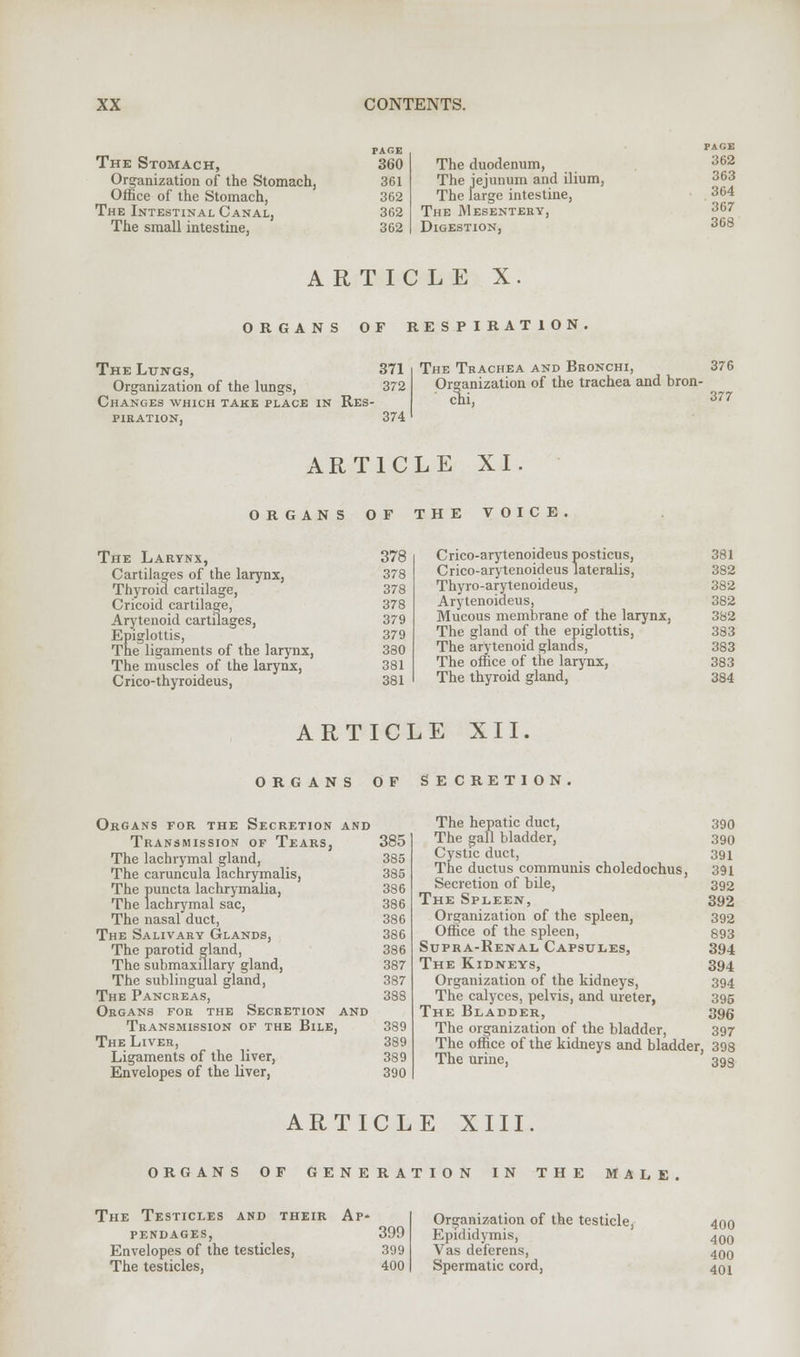 XX CONTENTS.
PAGE
The Stomach, 360
Organization of the Stomach, 361
Office of the Stomach, 362
The Intestinal Canal, 362
The small intestine, 362
PAGE
The duodenum, 362
The jejunum and ilium, 363
The large intestine, 364
The Mesentery, 367
Digestion, 368
ARTICLE X.
ORGANS OF RESPIRATION.
The Lungs, 371
Organization of the lungs, 372
Changes which take place in Res-
piration, 374
The Trachea and Bronchi, 376
Organization of the trachea and bron-
chi, 377
ARTICLE XI.
ORGANS OF THE VOICE.
The Larynx, 378
Cartilages of the larynx, 378
Thyroid cartilage, 378
Cricoid cartilage, 378
Arytenoid cartilages, 379
Epiglottis, 379
The ligaments of the larynx, 380
The muscles of the larynx, 381
Crico-thyroideus, 381
Crico-arytenoideus posticus, 381
Crico-arytenoideus lateralis, 382
Thyro-arytenoideus, 382
Arytenoideus, 382
Mucous membrane of the larynx, 382
The gland of the epiglottis, 383
The arytenoid glands, 383
The office of the larynx, 383
The thyroid gland, 384
ARTICLE XII.
ORGANS OF SECRETION.
Organs for the Secretion and
Transmission of Tears, 385
The lachrymal gland, 385
The caruncula lachrymalis, 385
The puncta lachrymalia, 386
The lachrymal sac, 386
The nasal duct, 386
The Salivary Glands, 386
The parotid gland, 386
The submaxillary gland, 387
The sublingual gland, 387
The Pancreas, 388
Organs for the Secretion and
Transmission of the Bile, 389
The Liver, 389
Ligaments of the liver, 389
Envelopes of the liver, 390
The hepatic duct, 390
The gall bladder, 390
Cystic duct, 391
The ductus communis choledochus, 391
Secretion of bile, 392
The Spleen, 392
Organization of the spleen, 392
Office of the spleen, 893
Supra-Renal Capsules, 394
The Kidneys, 394
Organization of the kidneys, 394
The calyces, pelvis, and ureter, 395
The Bladder, 396
The organization of the bladder, 397
The office of the kidneys and bladder, 398
The urine, 398
ARTICLE XIII.
ORGANS OF GENERATION IN THE MALE.
The Testicles and their Ap-
pendages, 399
Envelopes of the testicles, 399
The testicles, 400
Organization of the testicle, 400
Epididymis, 400
Vas deferens, 400
Spermatic cord, 401